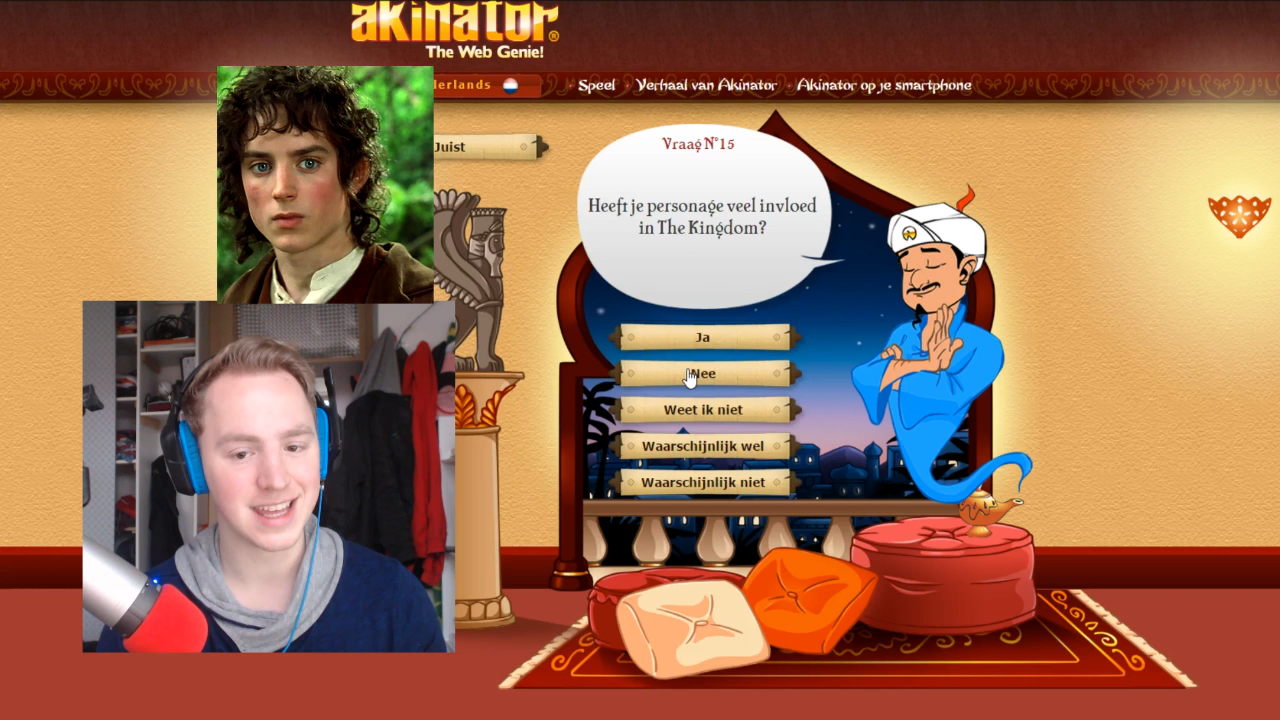 akinator®
The Web Genie!
derlands
Speel
Verhaal van Akinator
Akinator op je smartphone
Juist
Vraag N°15
Heeft je personage veel invloed
in The Kingdom?
Ja
Nee
Weet ik niet
Waarschijnlijk wel
Waarschijnlijk niet